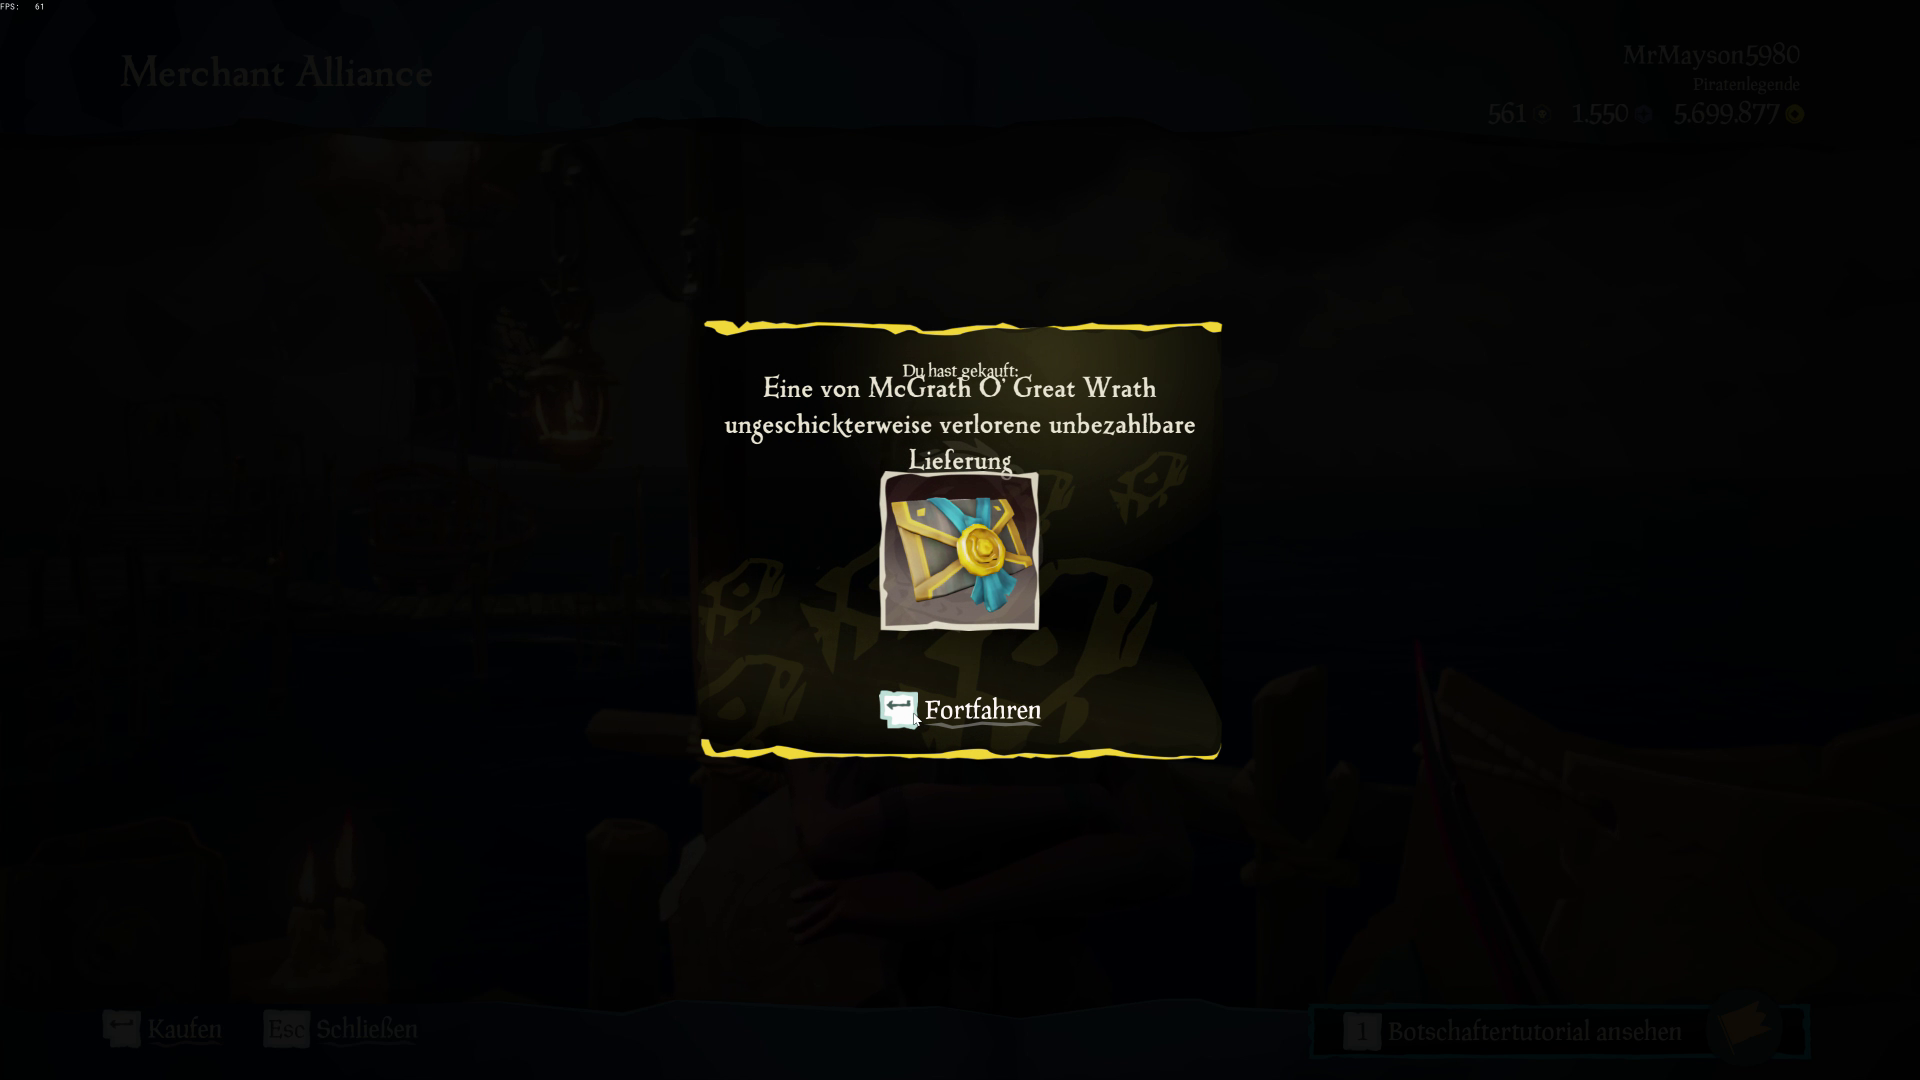 FPS: 61
Merchant Alliance
MrMayson5980
Piratenlegende
561 1.550 5.699.877
Du hast gekauft:
Eine von McGrath O' Great Wrath
ungeschickterweise verlorene unbezahlbare
Lieferung
Fortfahren
Kaufen
Esc Schließen
1 Botschaftertutorial ansehen